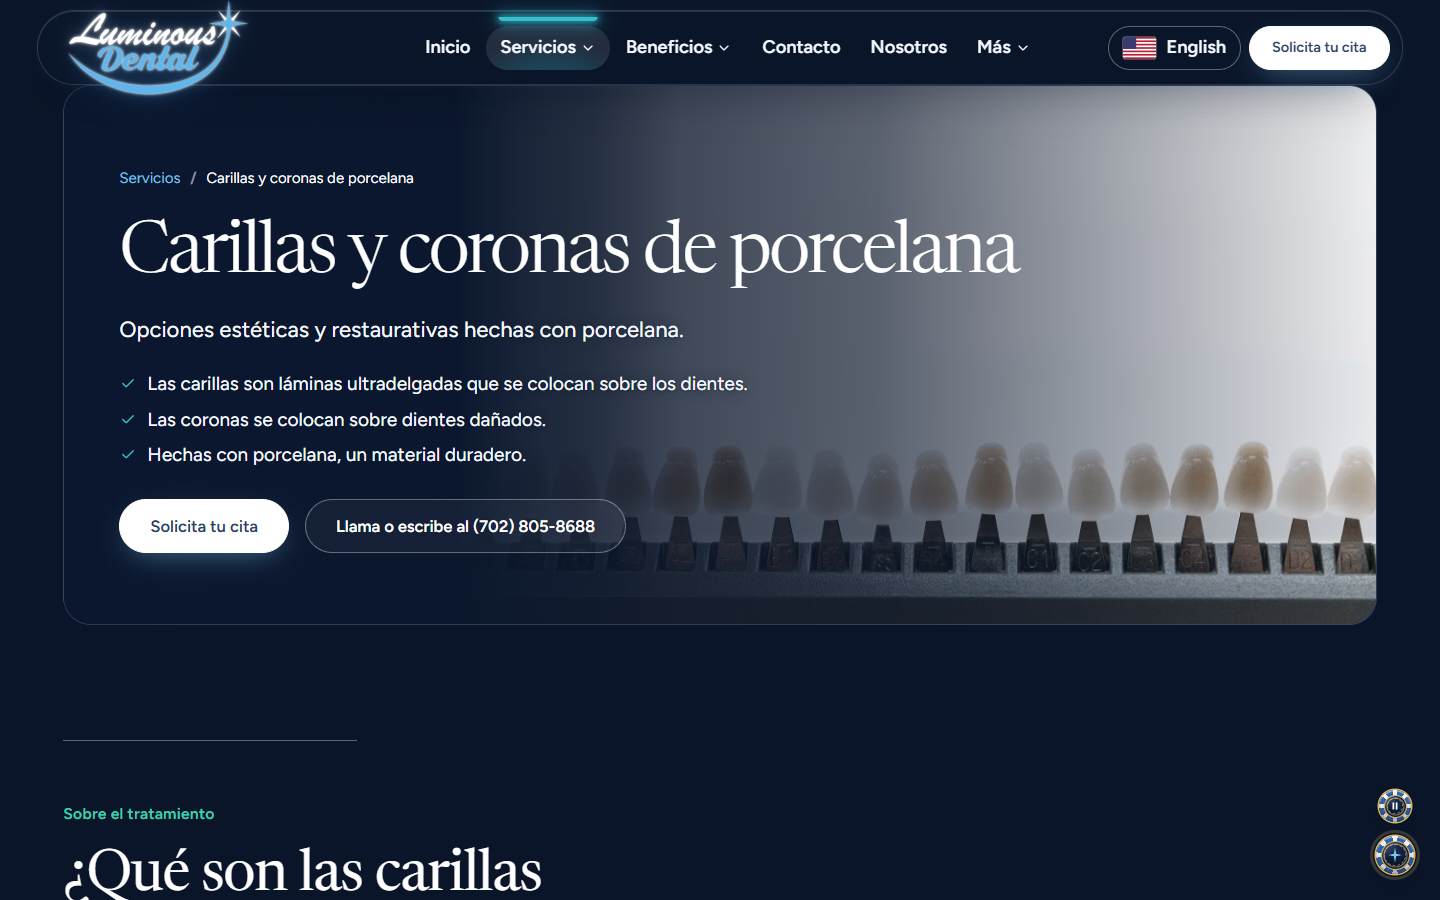 Luminous
Dental
Inicio
Servicios
Beneficios
Contacto
Nosotros
Más
English
Solicita tu cita
Servicios / Carillas y coronas de porcelana
Carillas y coronas de porcelana
Opciones estéticas y restaurativas hechas con porcelana.
Las carillas son láminas ultradelgadas que se colocan sobre los dientes.
Las coronas se colocan sobre dientes dañados.
Hechas con porcelana, un material duradero.
Solicita tu cita
Llama o escribe al (702) 805-8688
C1
C2
Sobre el tratamiento
¿Qué son las carillas